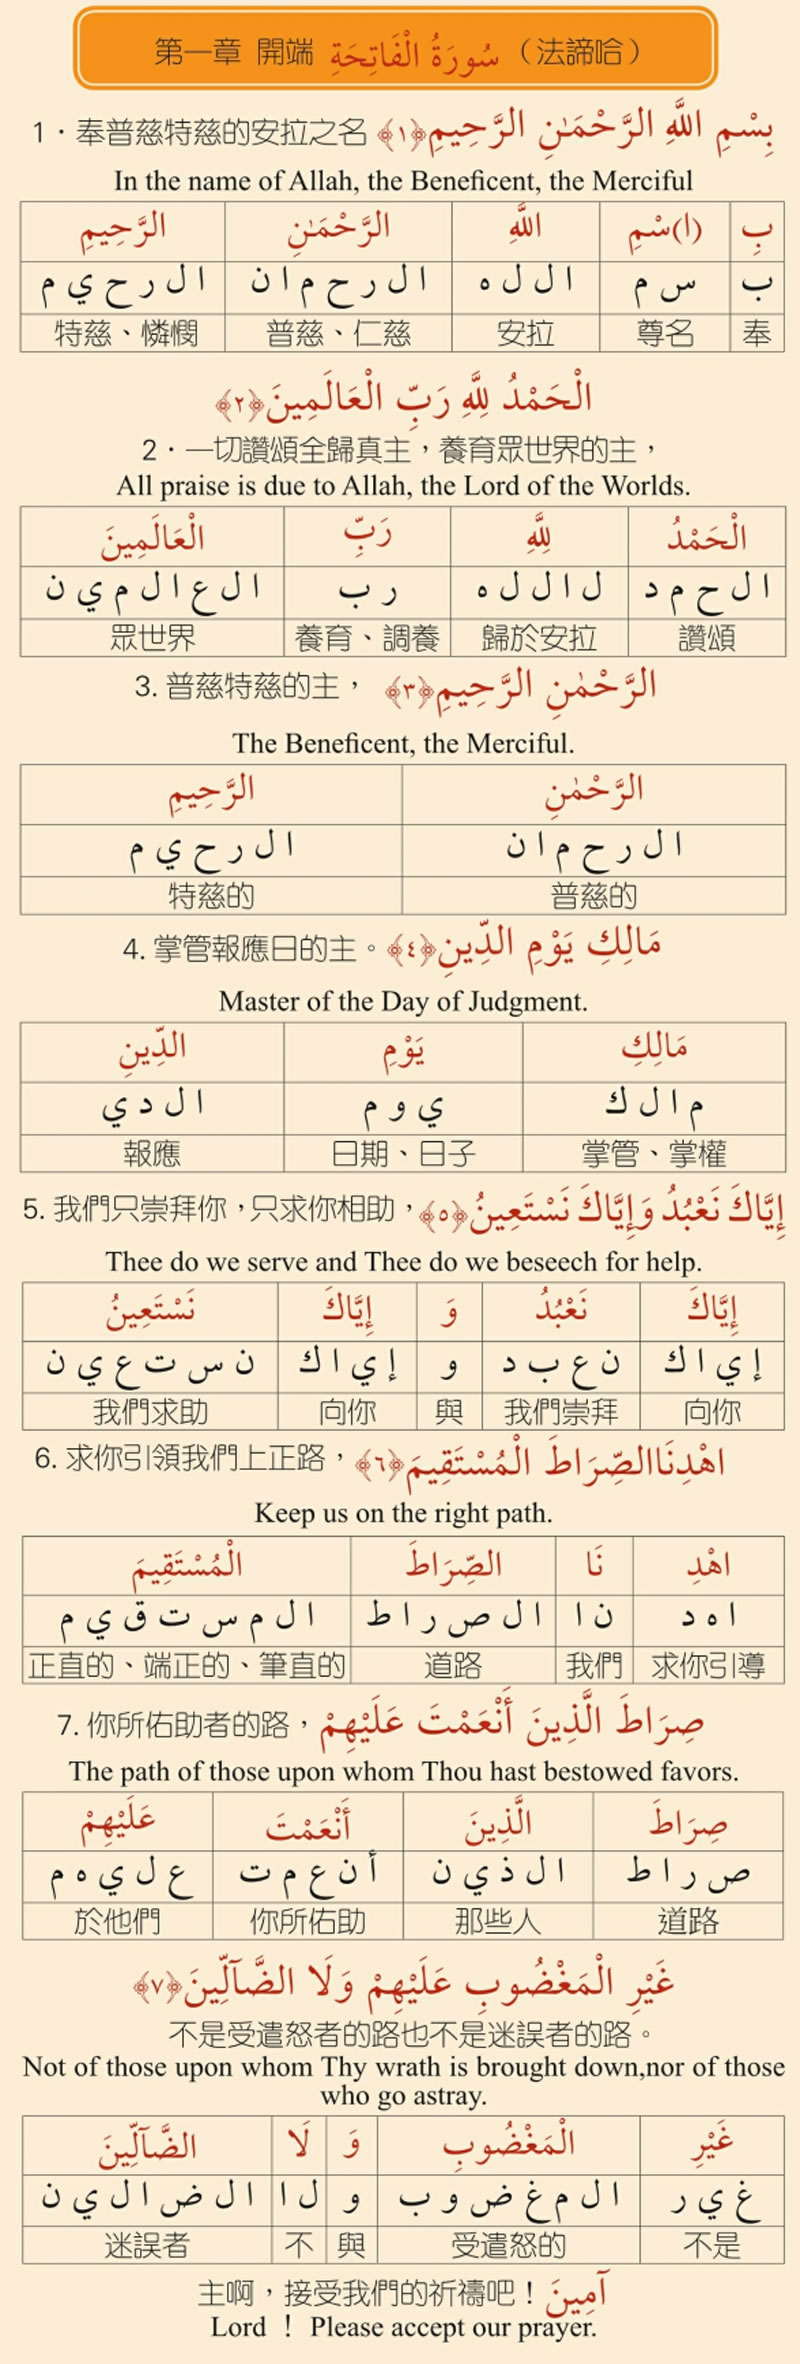 第一章 開端 سُورَةُ الْفَاتِحَةِ（法諦哈）
1．奉普慈特慈的安拉之名 بِسْمِ اللَّهِ الرَّحْمَـٰنِ الرَّحِيمِ﴿١﴾
In the name of Allah, the Beneficent, the Merciful
بِ (ا)سْمِ اللَّهِ الرَّحْمَـٰنِ الرَّحِيمِ
ب س م ا ل ل ه ا ل ر ح م ا ن ا ل ر ح ي م
特慈、憐憫 普慈、仁慈 安拉 尊名 奉
الْحَمْدُ لِلَّهِ رَبِّ الْعَالَمِينَ﴿٢﴾
2．一切讚頌全歸真主，養育眾世界的主，
All praise is due to Allah, the Lord of the Worlds.
الْحَمْدُ لِلَّهِ رَبِّ الْعَالَمِينَ
ا ل ح م د ل ا ل ل ه ر ب ا ل ع ا ل م ي ن
眾世界 養育、調養 歸於安拉 讚頌
3. 普慈特慈的主， الرَّحْمَـٰنِ الرَّحِيمِ﴿٣﴾
The Beneficent, the Merciful.
الرَّحْمَـٰنِ الرَّحِيمِ
ا ل ر ح م ا ن ا ل ر ح ي م
特慈的 普慈的
4. 掌管報應日的主。 مَالِكِ يَوْمِ الدِّينِ﴿٤﴾
Master of the Day of Judgment.
مَالِكِ يَوْمِ الدِّينِ
م ا ل ك ي و م ا ل د ي
報應 日期、日子 掌管、掌權
5. 我們只崇拜你，只求你相助， إِيَّاكَ نَعْبُدُ وَإِيَّاكَ نَسْتَعِينُ﴿٥﴾
Thee do we serve and Thee do we beseech for help.
إِيَّاكَ نَعْبُدُ وَ إِيَّاكَ نَسْتَعِينُ
إ ي ا ك ن ع ب د و إ ي ا ك ن س ت ع ي ن
我們求助 向你 與 我們崇拜 向你
6. 求你引領我們上正路， اهْدِنَاالصِّرَاطَ الْمُسْتَقِيمَ﴿٦﴾
Keep us on the right path.
اهْدِ نَا الصِّرَاطَ الْمُسْتَقِيمَ
ا ه د ن ا ا ل ص ر ا ط ا ل م س ت ق ي م
正直的、端正的、筆直的 道路 我們 求你引導
7. 你所佑助者的路， صِرَاطَ الَّذِينَ أَنْعَمْتَ عَلَيْهِمْ
The path of those upon whom Thou hast bestowed favors.
صِرَاطَ الَّذِينَ أَنْعَمْتَ عَلَيْهِمْ
ص ر ا ط ا ل ذ ي ن أ ن ع م ت ع ل ي ه م
於他們 你所佑助 那些人 道路
غَيْرِ الْمَغْضُوبِ عَلَيْهِمْ وَلَا الضَّآلِّينَ﴿٧﴾
不是受遣怒者的路也不是迷誤者的路。
Not of those upon whom Thy wrath is brought down,nor of those
who go astray.
غَيْرِ الْمَغْضُوبِ وَ لَا الضَّآلِّينَ
غ ي ر ا ل م غ ض و ب و ل ا ا ل ض ا ل ي ن
迷誤者 不 與 受遣怒的 不是
主啊，接受我們的祈禱吧！ آمِينَ
Lord ！ Please accept our prayer.